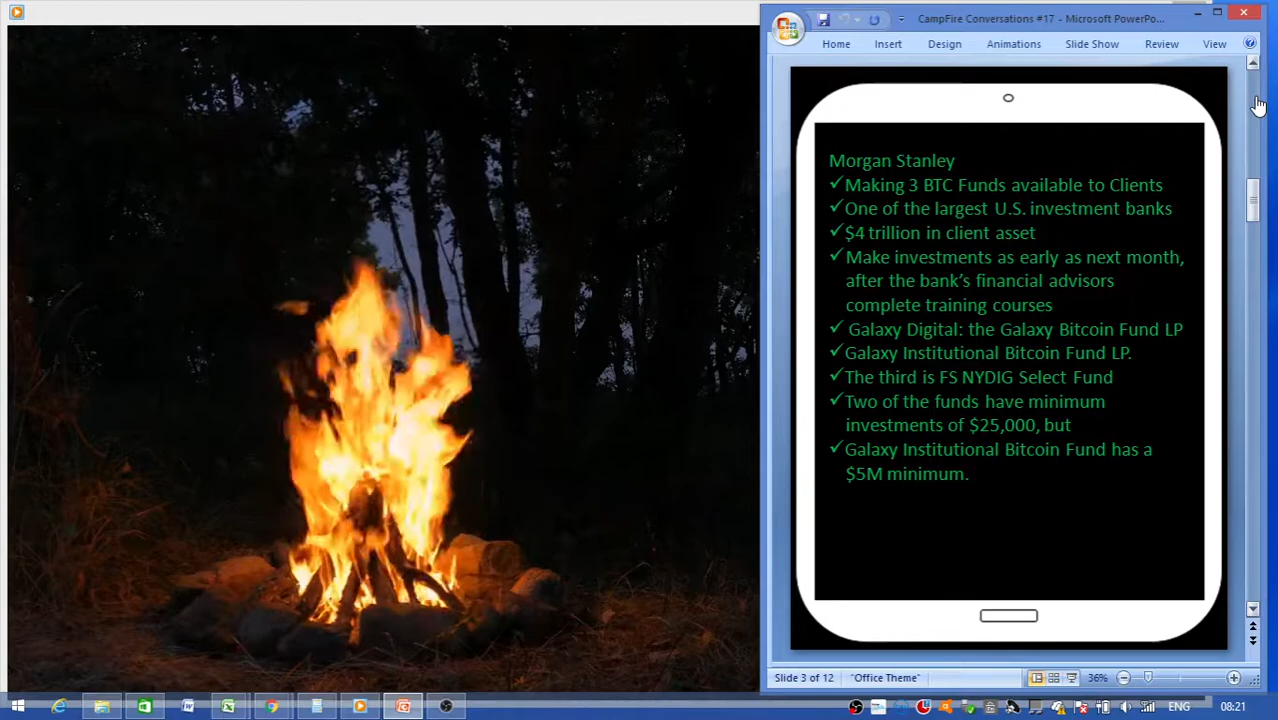 CampFire Conversations #17 - Microsoft PowerPo...
Home Insert Design Animations Slide Show Review View
Morgan Stanley
✓Making 3 BTC Funds available to Clients
✓One of the largest U.S. investment banks
✓$4 trillion in client asset
✓Make investments as early as next month,
after the bank’s financial advisors
complete training courses
✓ Galaxy Digital: the Galaxy Bitcoin Fund LP
✓Galaxy Institutional Bitcoin Fund LP.
✓The third is FS NYDIG Select Fund
✓Two of the funds have minimum
investments of $25,000, but
✓Galaxy Institutional Bitcoin Fund has a
$5M minimum.
Slide 3 of 12 "Office Theme" 36%
ENG 08:21